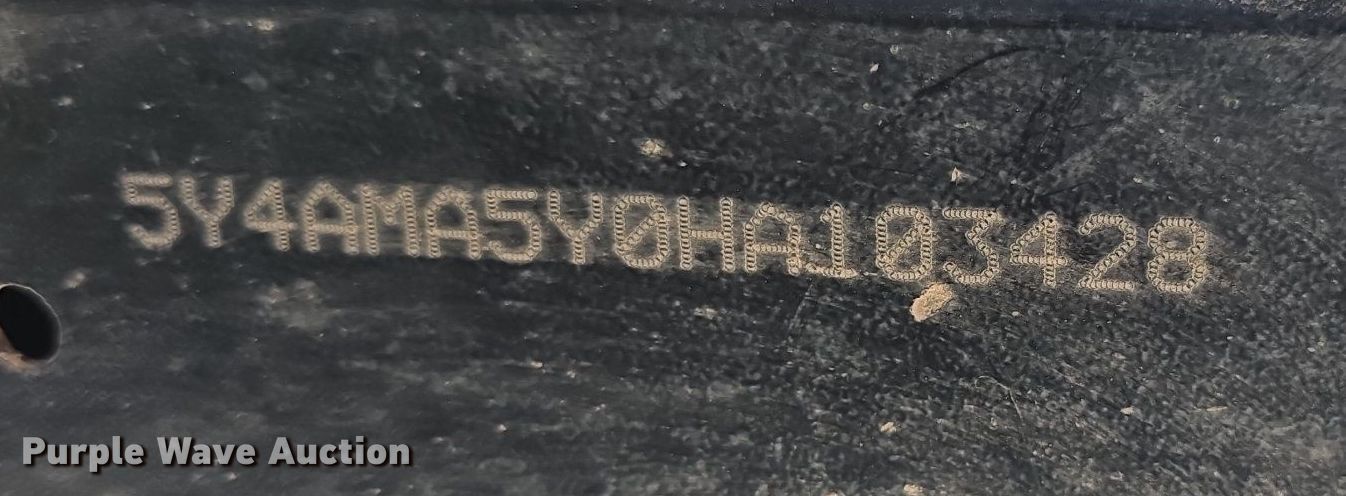 5Y4AMA5Y0HA103428
Purple Wave Auction